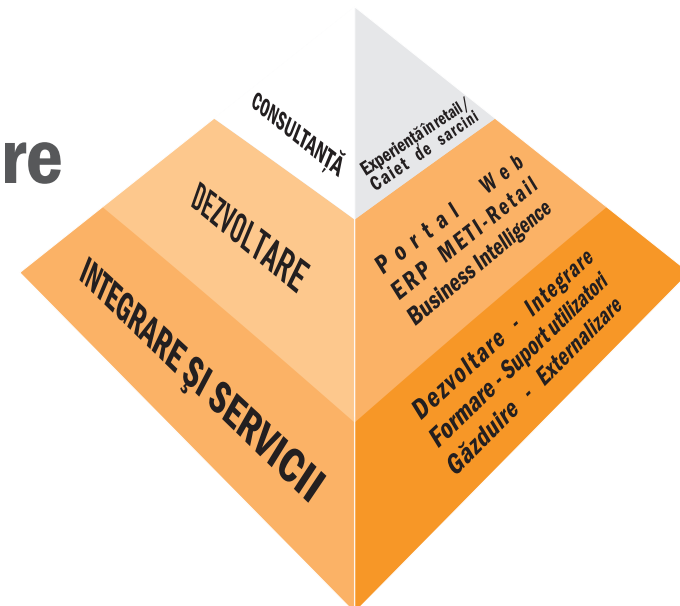 re
CONSULTANȚĂ
Experiență în retail /
Caiet de sarcini
DEZVOLTARE
Portal Web
ERP METI-Retail
Business Intelligence
INTEGRARE ŞI SERVICII
Dezvoltare - Integrare
Formare - Suport utilizatori
Găzduire - Externalizare